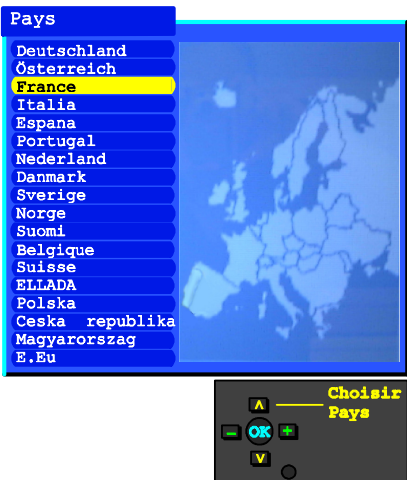 Pays
Deutschland
Österreich
France
Italia
Espana
Portugal
Nederland
Danmark
Sverige
Norge
Suomi
Belgique
Suisse
ELLADA
Polska
Ceska republika
Magyarorszag
E.Eu
Choisir
Pays
- OK +